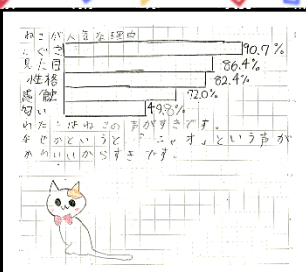 ねこが人気な理由
しぐさ 90.7%
見た目 86.4%
性格 82.4%
感触 72.0%
匂い 49.8%
わたしはねこの声がすきです。
なぜかというと「ニャオ」という声が
かわいいからすきです。